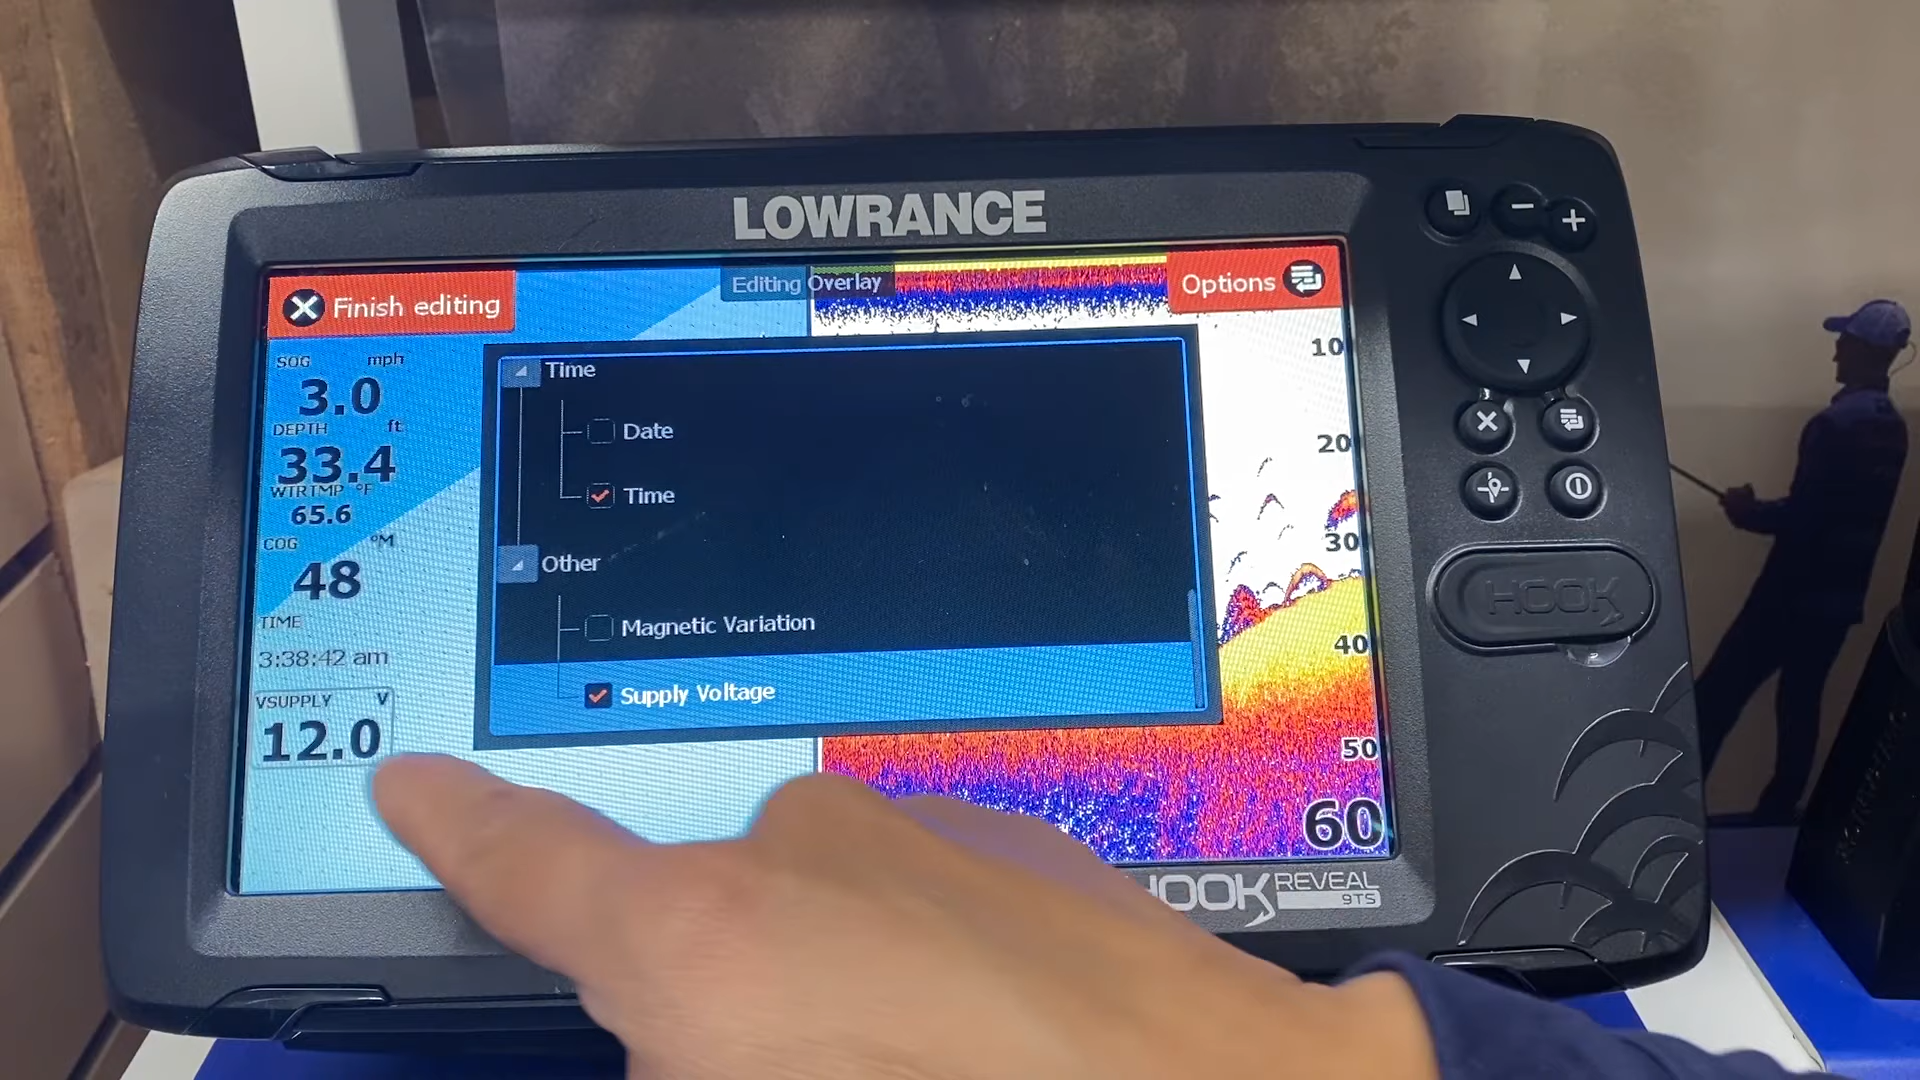 LOWRANCE
Finish editing
Editing Overlay
Options
SOG mph
3.0
DEPTH ft
33.4
WTRTMP °F
65.6
COG °M
48
TIME
3:38:42 am
VSUPPLY V
12.0
Time
Date
Time
Other
Magnetic Variation
Supply Voltage
10
20
30
40
50
60
HOOK
HOOK REVEAL
9TS